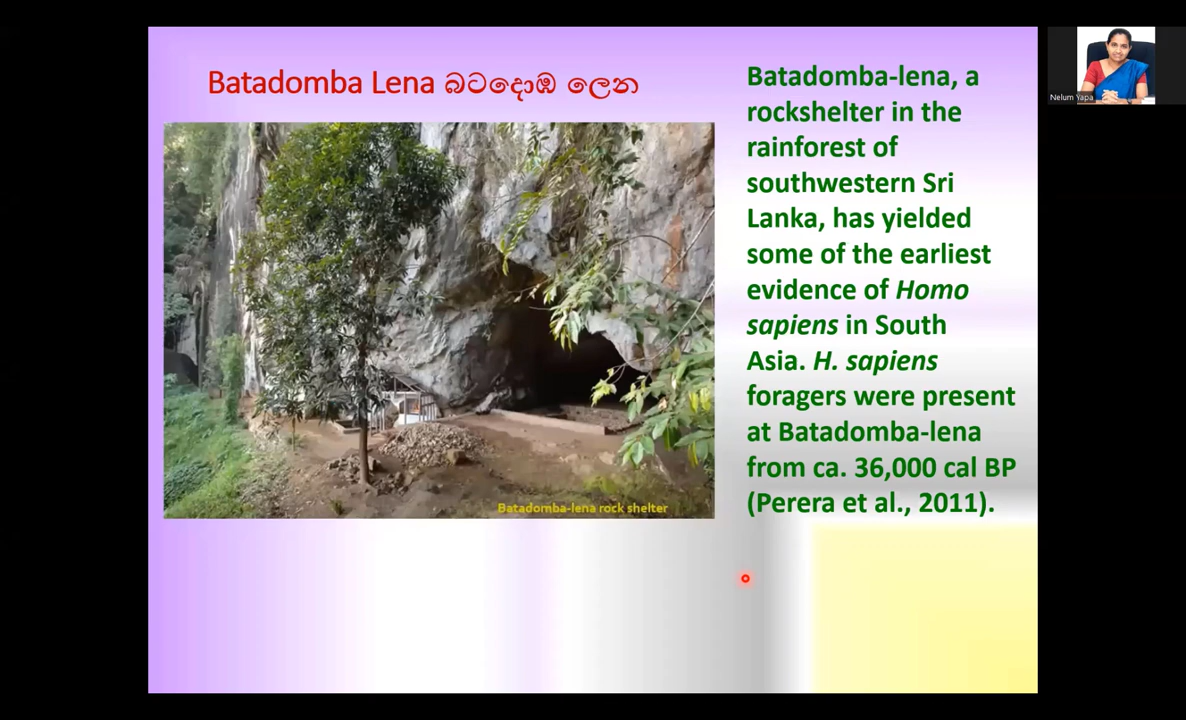 Batadomba Lena බටදොඹ ලෙන
Batadomba-lena, a
rockshelter in the
rainforest of
southwestern Sri
Lanka, has yielded
some of the earliest
evidence of Homo
sapiens in South
Asia. H. sapiens
foragers were present
at Batadomba-lena
from ca. 36,000 cal BP
(Perera et al., 2011).
Batadomba-lena rock shelter
Nelum Yapa